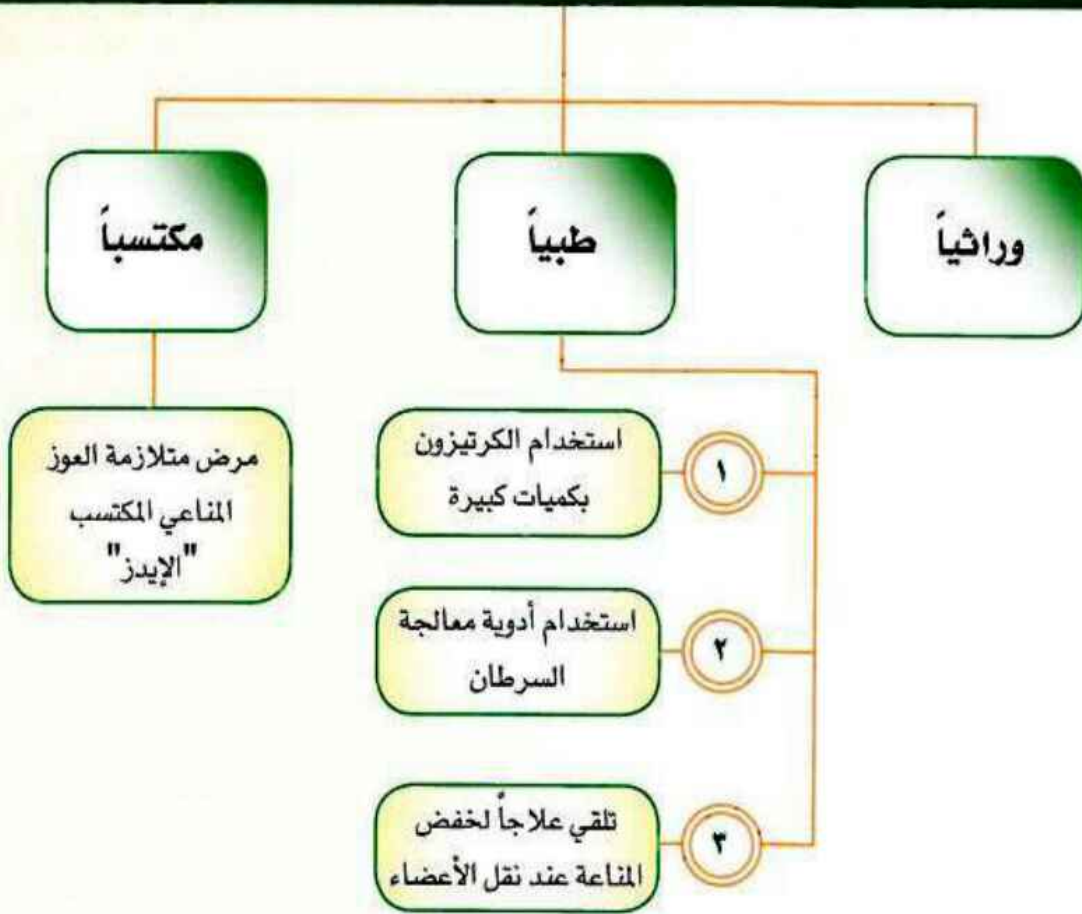 وراثياً
طبياً
مكتسباً
١
استخدام الكرتيزون
بكميات كبيرة
٢
استخدام أدوية معالجة
السرطان
٣
تلقي علاجاً لخفض
المناعة عند نقل الأعضاء
مرض متلازمة العوز
المناعي المكتسب
"الإيدز"